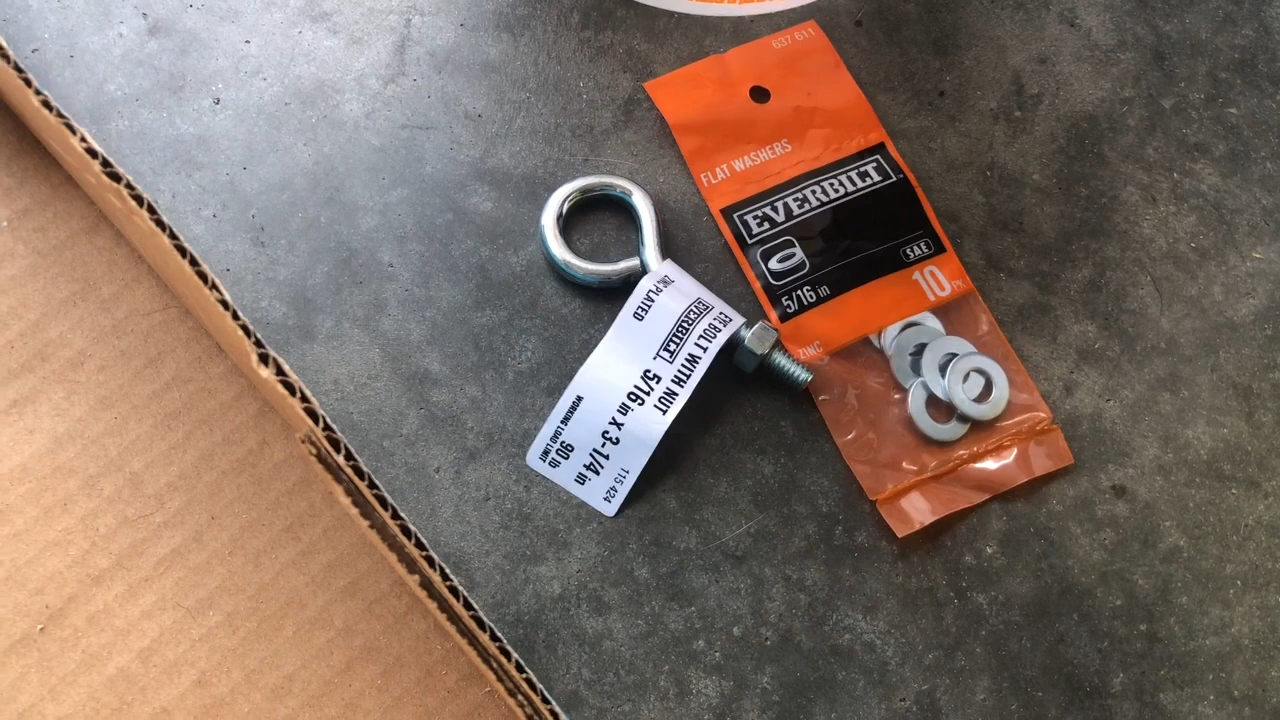 637 611
FLAT WASHERS
EVERBILT™
SAE
5/16 in
10 PK
ZINC
EYE BOLT WITH NUT
EVERBILT
5/16 in X 3-1/4 in
ZINC PLATED
WORKING LOAD LIMIT
90 lb
115 424